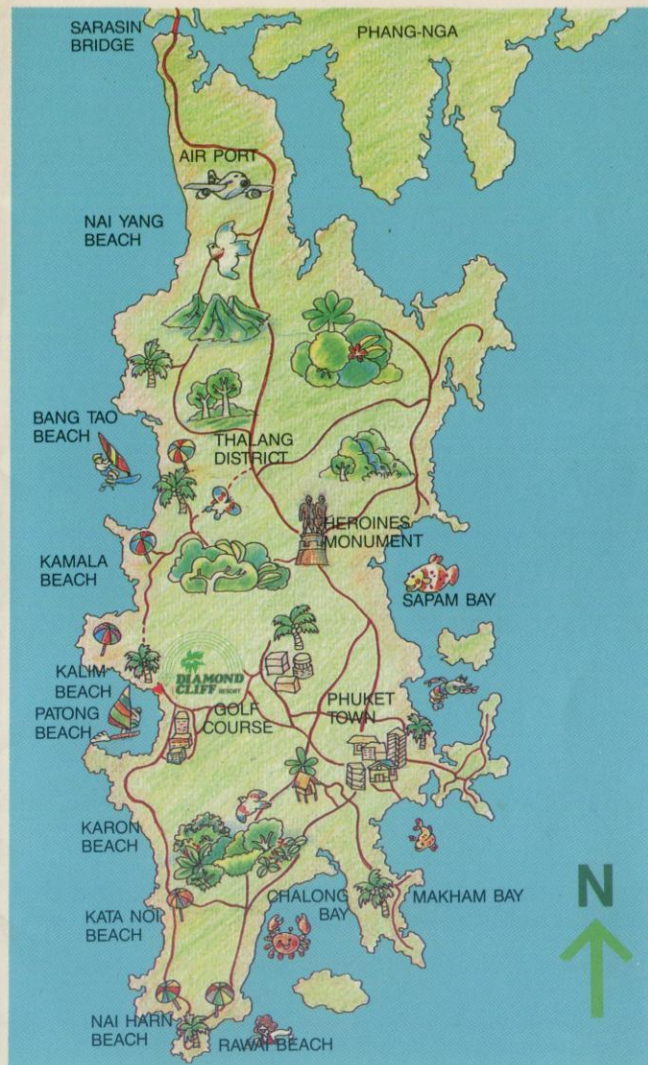 SARASIN
BRIDGE
PHANG-NGA
AIR PORT
NAI YANG
BEACH
BANG TAO
BEACH
THALANG
DISTRICT
HEROINES
MONUMENT
KAMALA
BEACH
SAPAM BAY
KALIM
BEACH
DIAMOND
CLIFF RESORT
PATONG
BEACH
GOLF
COURSE
PHUKET
TOWN
KARON
BEACH
KATA NOI
BEACH
CHALONG
BAY
MAKHAM BAY
N
NAI HARN
BEACH
RAWAI BEACH